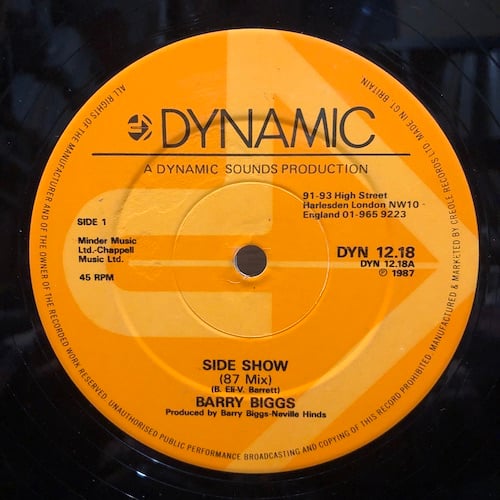 DYNAMIC
A DYNAMIC SOUNDS PRODUCTION
91-93 High Street
Harlesden London NW10 -
England 01-965 9223
SIDE 1
Minder Music
Ltd.-Chappell
Music Ltd.
45 RPM
DYN 12.18
DYN 12.18A
℗ 1987
SIDE SHOW
(87 Mix)
(B. Eli-V. Barrett)
BARRY BIGGS
Produced by Barry Biggs-Neville Hinds
ALL RIGHTS OF THE MANUFACTURER AND OF THE OWNER OF THE RECORDED WORK RESERVED. UNAUTHORISED PUBLIC PERFORMANCE BROADCASTING AND COPYING OF THIS RECORD PROHIBITED. MANUFACTURED & MARKETED BY CREOLE RECORDS LTD. MADE IN GT. BRITAIN.